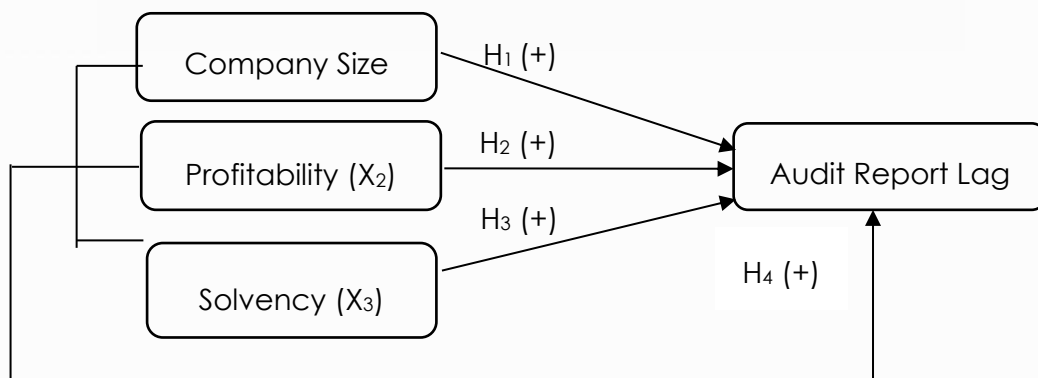 Company Size
H₁ (+)
Profitability (X₂)
H₂ (+)
Audit Report Lag
H₃ (+)
Solvency (X₃)
H₄ (+)